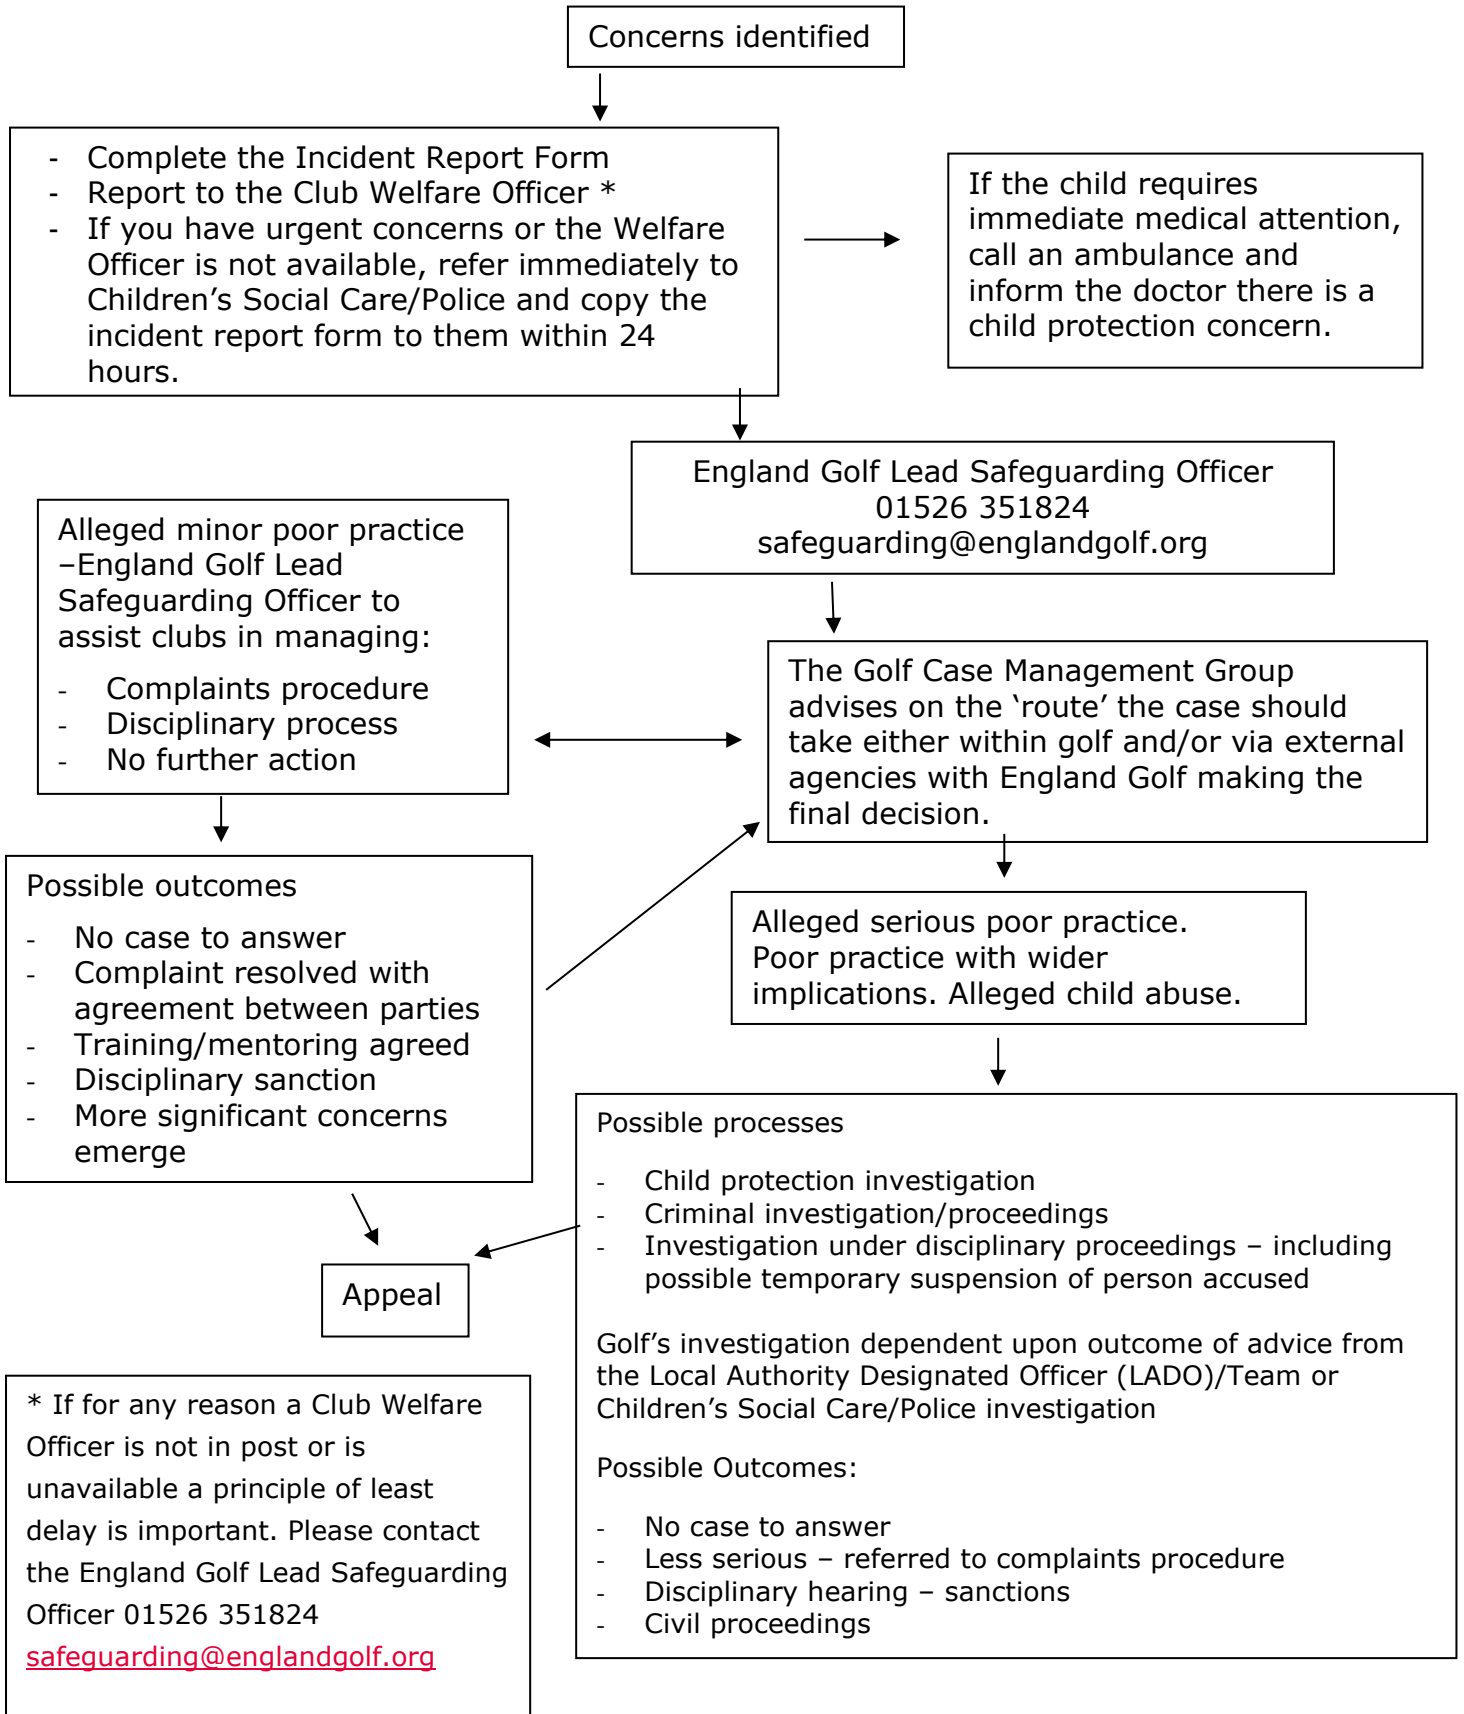 Concerns identified
- Complete the Incident Report Form
- Report to the Club Welfare Officer *
- If you have urgent concerns or the Welfare
Officer is not available, refer immediately to
Children’s Social Care/Police and copy the
incident report form to them within 24
hours.
If the child requires
immediate medical attention,
call an ambulance and
inform the doctor there is a
child protection concern.
England Golf Lead Safeguarding Officer
01526 351824
safeguarding@englandgolf.org
Alleged minor poor practice
–England Golf Lead
Safeguarding Officer to
assist clubs in managing:
- Complaints procedure
- Disciplinary process
- No further action
The Golf Case Management Group
advises on the ‘route’ the case should
take either within golf and/or via external
agencies with England Golf making the
final decision.
Possible outcomes
- No case to answer
- Complaint resolved with
agreement between parties
- Training/mentoring agreed
- Disciplinary sanction
- More significant concerns
emerge
Alleged serious poor practice.
Poor practice with wider
implications. Alleged child abuse.
Possible processes
- Child protection investigation
- Criminal investigation/proceedings
- Investigation under disciplinary proceedings – including
possible temporary suspension of person accused
Golf’s investigation dependent upon outcome of advice from
the Local Authority Designated Officer (LADO)/Team or
Children’s Social Care/Police investigation
Possible Outcomes:
- No case to answer
- Less serious – referred to complaints procedure
- Disciplinary hearing – sanctions
- Civil proceedings
Appeal
* If for any reason a Club Welfare
Officer is not in post or is
unavailable a principle of least
delay is important. Please contact
the England Golf Lead Safeguarding
Officer 01526 351824
safeguarding@englandgolf.org